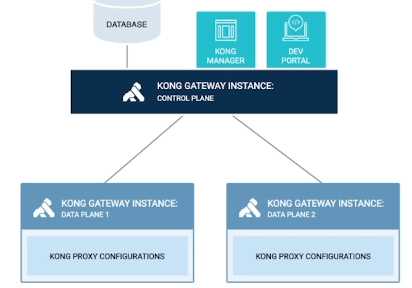 DATABASE
KONG
MANAGER
DEV
PORTAL
KONG GATEWAY INSTANCE:
CONTROL PLANE
KONG GATEWAY INSTANCE:
DATA PLANE 1
KONG PROXY CONFIGURATIONS
KONG GATEWAY INSTANCE:
DATA PLANE 2
KONG PROXY CONFIGURATIONS